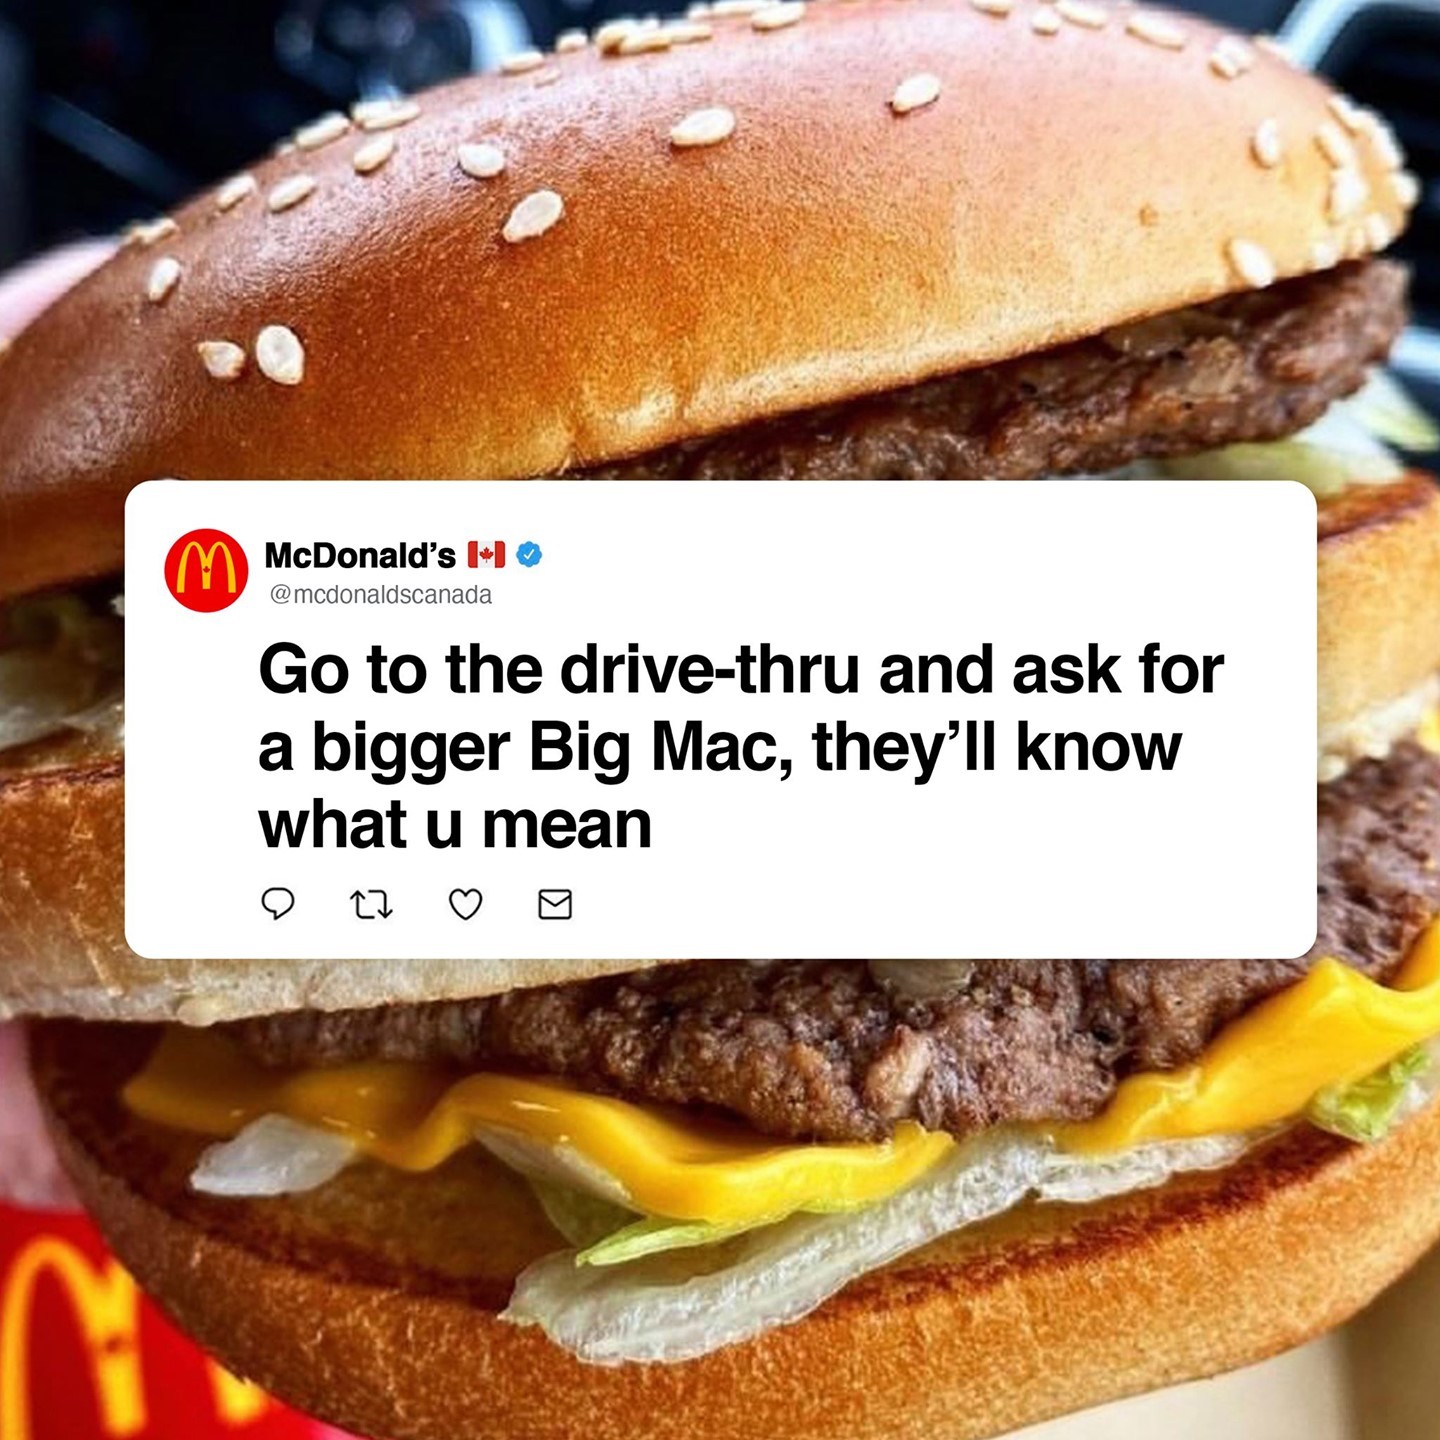 McDonald’s 🇨🇦
@mcdonaldscanada
Go to the drive-thru and ask for
a bigger Big Mac, they’ll know
what u mean